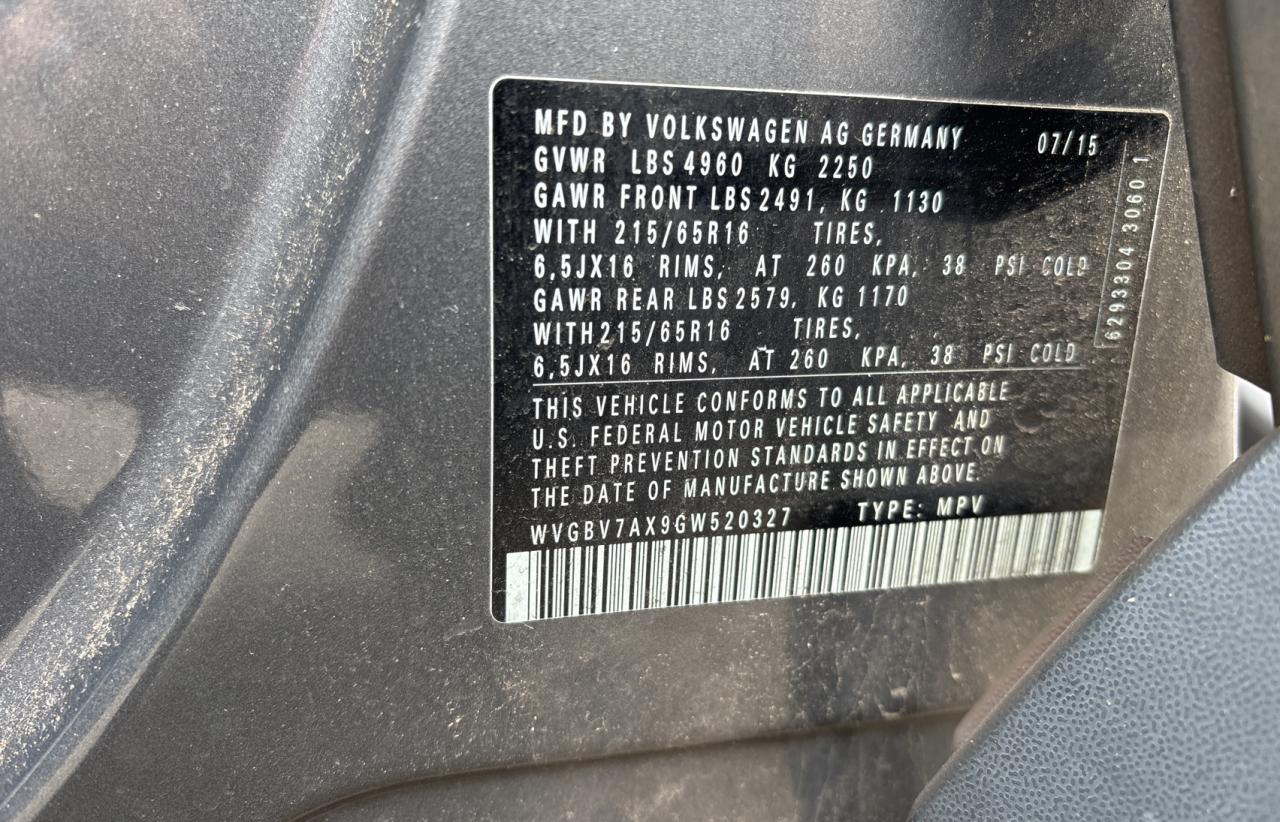 MFD BY VOLKSWAGEN AG GERMANY 07/15
GVWR LBS 4960 KG 2250
GAWR FRONT LBS 2491, KG 1130
WITH 215/65R16 TIRES,
6,5JX16 RIMS, AT 260 KPA, 38 PSI COLD
GAWR REAR LBS 2579, KG 1170
WITH 215/65R16 TIRES,
6,5JX16 RIMS, AT 260 KPA, 38 PSI COLD
THIS VEHICLE CONFORMS TO ALL APPLICABLE
U.S. FEDERAL MOTOR VEHICLE SAFETY AND
THEFT PREVENTION STANDARDS IN EFFECT ON
THE DATE OF MANUFACTURE SHOWN ABOVE.
WVGBV7AX9GW520327 TYPE: MPV
6293304 3060 1